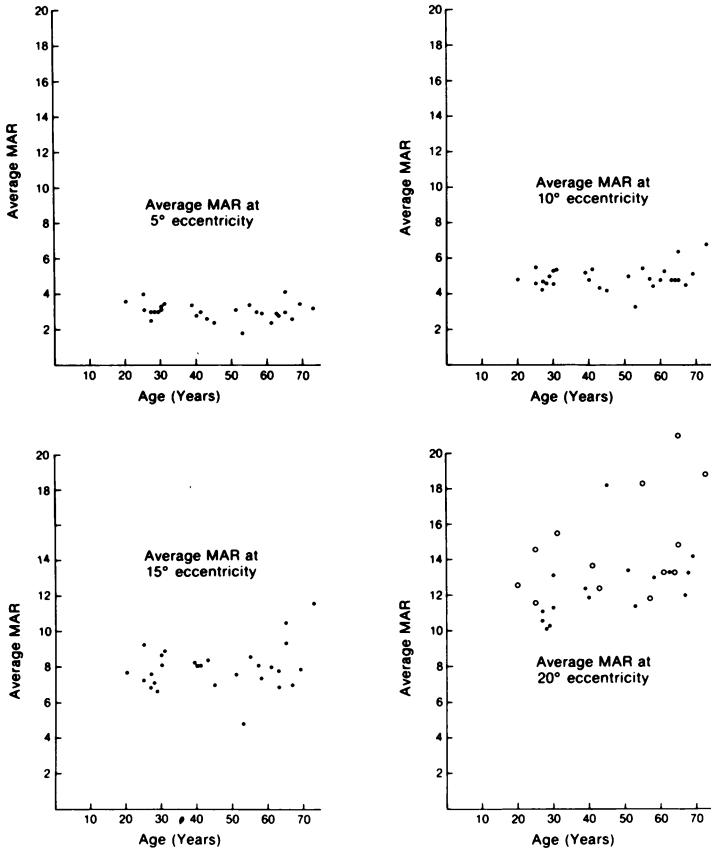 20
18
16
14
12
10
8
6
4
2
Average MAR
Average MAR at
5° eccentricity
10 20 30 40 50 60 70
Age (Years)
20
18
16
14
12
10
8
6
4
2
Average MAR
Average MAR at
10° eccentricity
10 20 30 40 50 60 70
Age (Years)
20
18
14
12
10
8
6
4
2
Average MAR
Average MAR at
15° eccentricity
10 20 30 40 50 60 70
Age (Years)
20
18
16
14
12
10
8
6
4
2
Average MAR
Average MAR at
20° eccentricity
10 20 30 40 50 60 70
Age (Years)